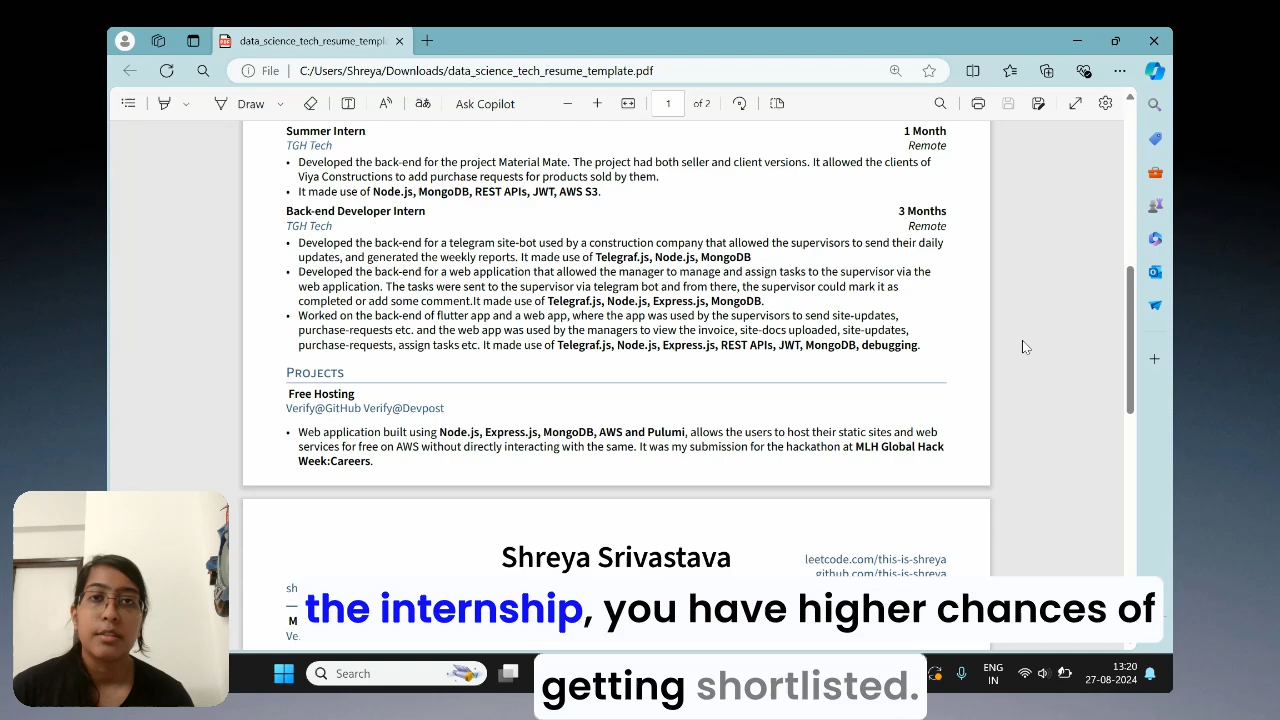 data_science_tech_resume_templ
File
C:/Users/Shreya/Downloads/data_science_tech_resume_template.pdf
Draw
Ask Copilot
1
of 2
Summer Intern
1 Month
TGH Tech
Remote
• Developed the back-end for the project Material Mate. The project had both seller and client versions. It allowed the clients of
Viya Constructions to add purchase requests for products sold by them.
• It made use of Node.js, MongoDB, REST APIs, JWT, AWS S3.
Back-end Developer Intern
3 Months
TGH Tech
Remote
• Developed the back-end for a telegram site-bot used by a construction company that allowed the supervisors to send their daily
updates, and generated the weekly reports. It made use of Telegraf.js, Node.js, MongoDB
• Developed the back-end for a web application that allowed the manager to manage and assign tasks to the supervisor via the
web application. The tasks were sent to the supervisor via telegram bot and from there, the supervisor could mark it as
completed or add some comment.It made use of Telegraf.js, Node.js, Express.js, MongoDB.
• Worked on the back-end of flutter app and a web app, where the app was used by the supervisors to send site-updates,
purchase-requests etc. and the web app was used by the managers to view the invoice, site-docs uploaded, site-updates,
purchase-requests, assign tasks etc. It made use of Telegraf.js, Node.js, Express.js, REST APIs, JWT, MongoDB, debugging.
PROJECTS
Free Hosting
Verify@GitHub Verify@Devpost
• Web application built using Node.js, Express.js, MongoDB, AWS and Pulumi, allows the users to host their static sites and web
services for free on AWS without directly interacting with the same. It was my submission for the hackathon at MLH Global Hack
Week:Careers.
Shreya Srivastava
leetcode.com/this-is-shreya
github.com/this-is-shreya
sh
—
M
Ve
the internship, you have higher chances of
getting shortlisted.
Search
ENG
IN
13:20
27-08-2024